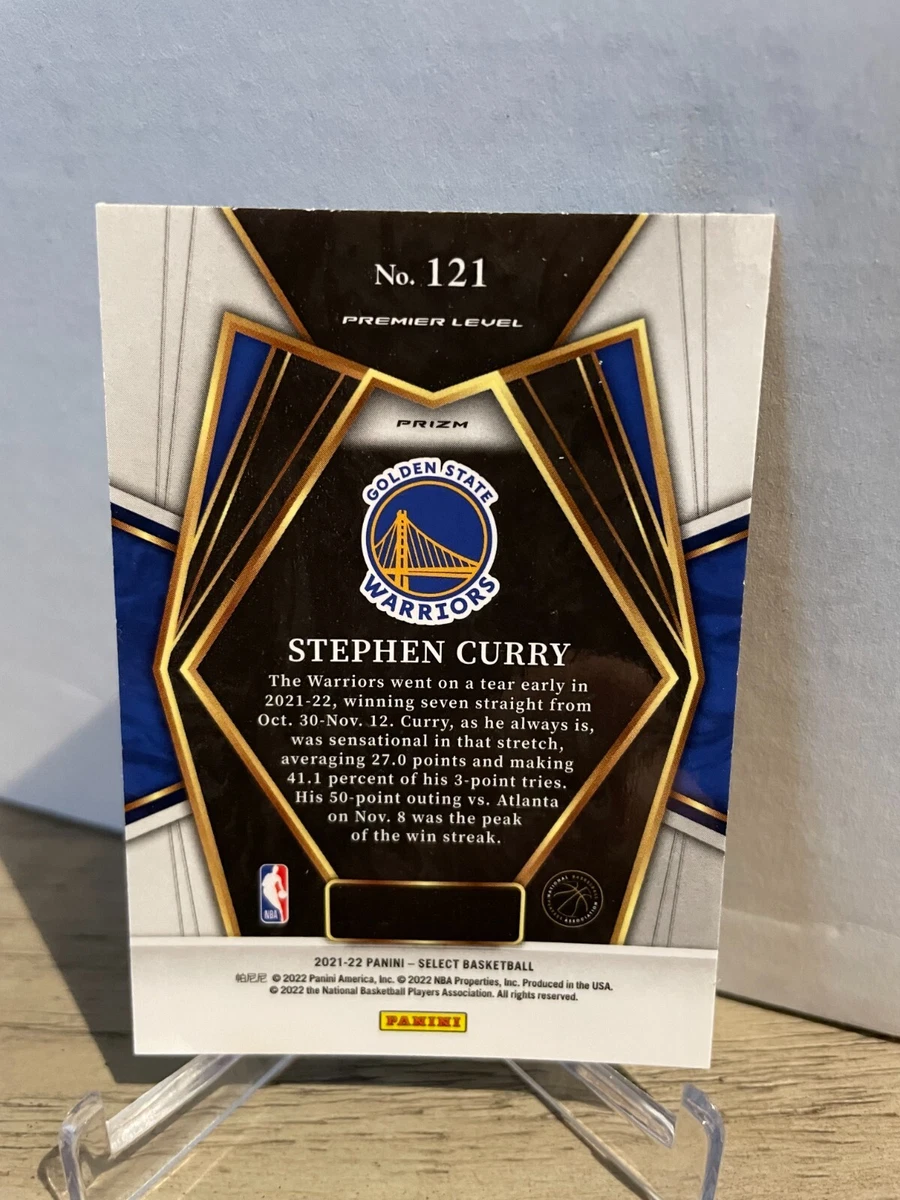 No. 121
PREMIER LEVEL
PRIZM
GOLDEN STATE
WARRIORS
STEPHEN CURRY
The Warriors went on a tear early in
2021-22, winning seven straight from
Oct. 30-Nov. 12. Curry, as he always is,
was sensational in that stretch,
averaging 27.0 points and making
41.1 percent of his 3-point tries.
His 50-point outing vs. Atlanta
on Nov. 8 was the peak
of the win streak.
NBA
NATIONAL BASKETBALL
PLAYERS ASSOCIATION
2021-22 PANINI – SELECT BASKETBALL
帕尼尼 © 2022 Panini America, Inc. © 2022 NBA Properties, Inc. Produced in the USA.
© 2022 the National Basketball Players Association. All rights reserved.
PANINI